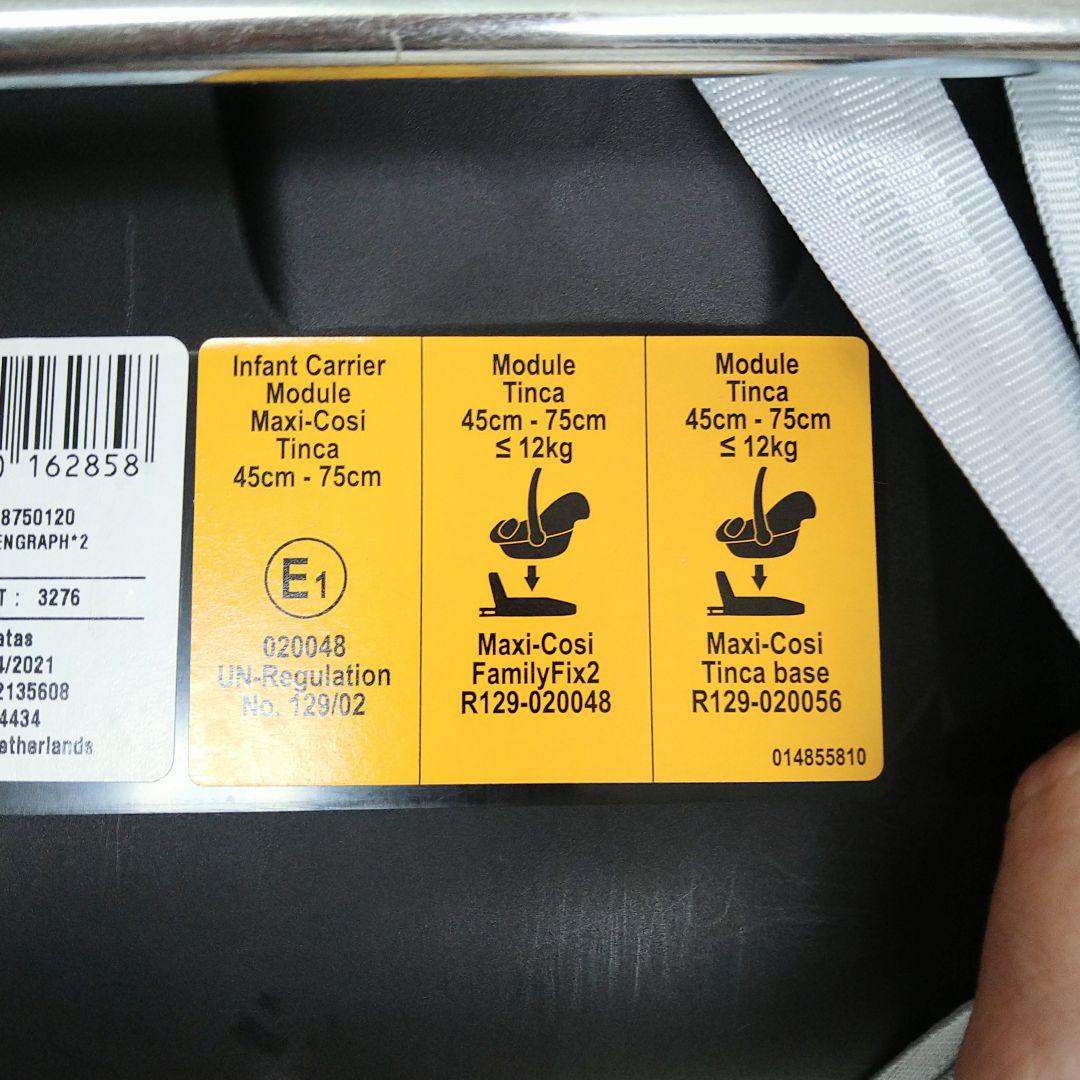 162858
8750120
ENGRAPH*2
T : 3276
atas
4/2021
2135608
4434
etherlands
Infant Carrier
Module
Maxi-Cosi
Tinca
45cm - 75cm
E1
020048
UN-Regulation
No. 129/02
Module
Tinca
45cm - 75cm
≤ 12kg
Maxi-Cosi
FamilyFix2
R129-020048
Module
Tinca
45cm - 75cm
≤ 12kg
Maxi-Cosi
Tinca base
R129-020056
014855810